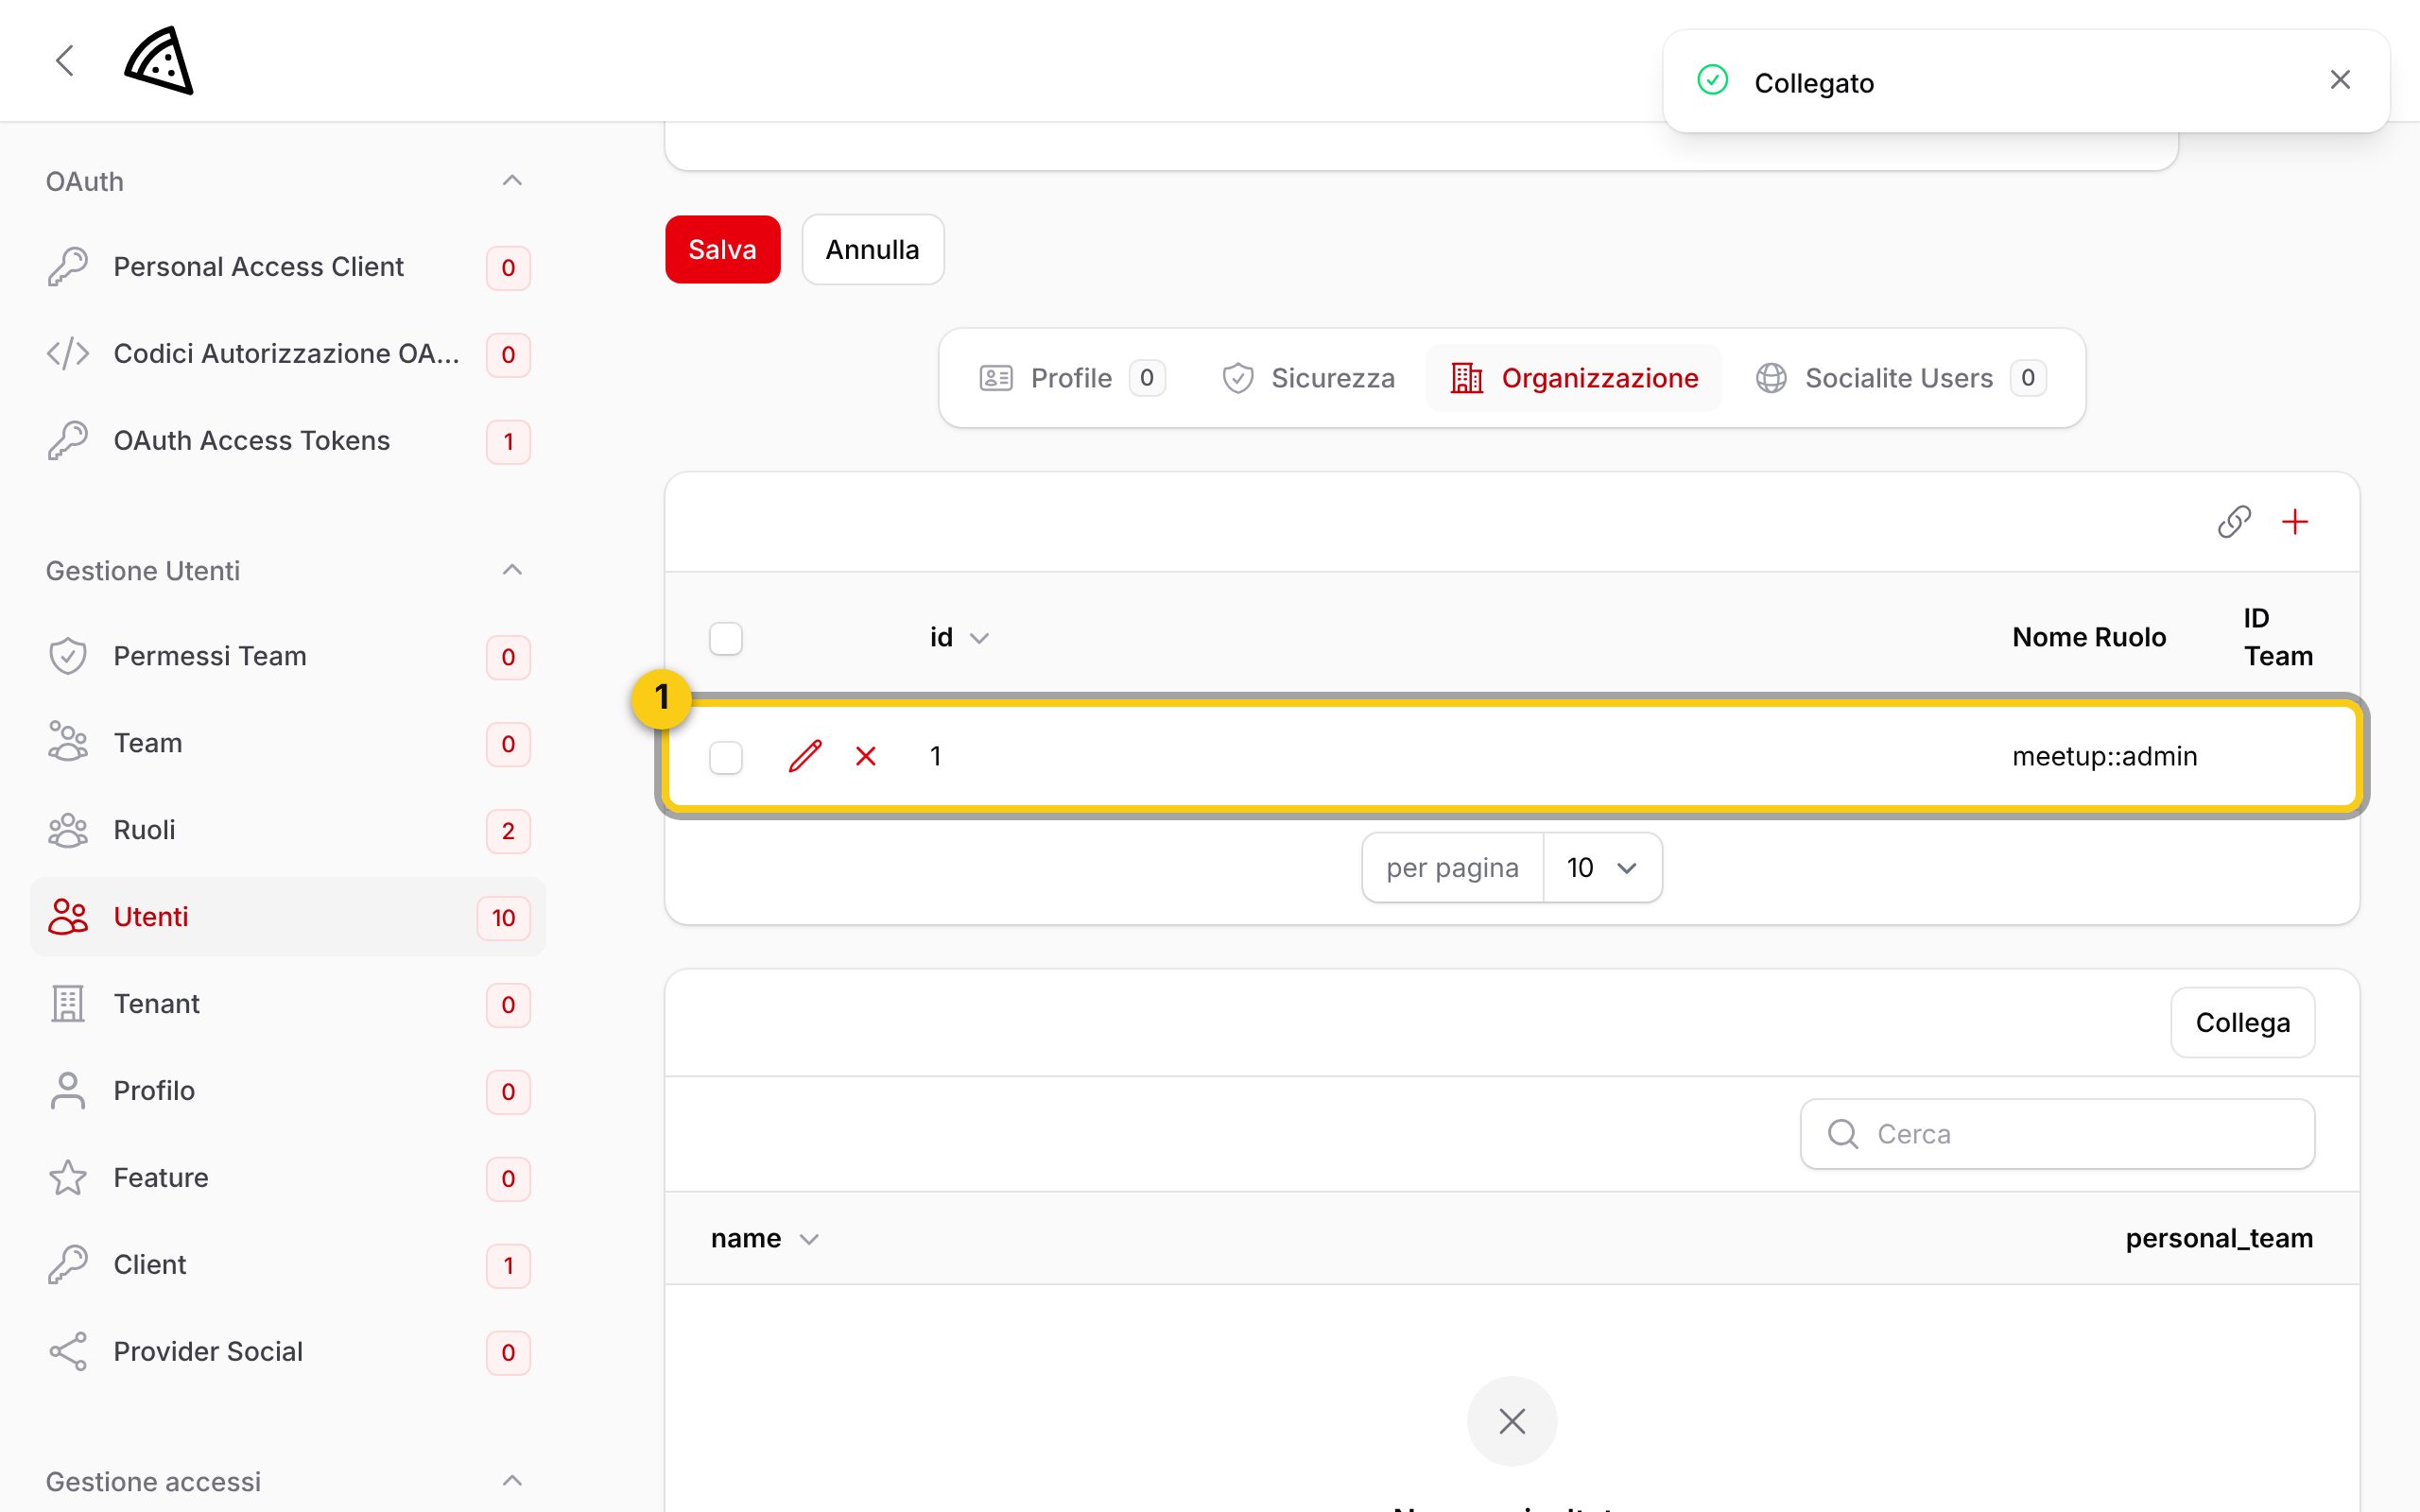 Collegato
OAuth
Personal Access Client 0
Codici Autorizzazione OA... 0
OAuth Access Tokens 1
Gestione Utenti
Permessi Team 0
Team 0
Ruoli 2
Utenti 10
Tenant 0
Profilo 0
Feature 0
Client 1
Provider Social 0
Gestione accessi
Salva Annulla
Profile 0 Sicurezza Organizzazione Socialite Users 0
id Nome Ruolo ID Team
1
1 meetup::admin
per pagina 10
Collega
Cerca
name personal_team